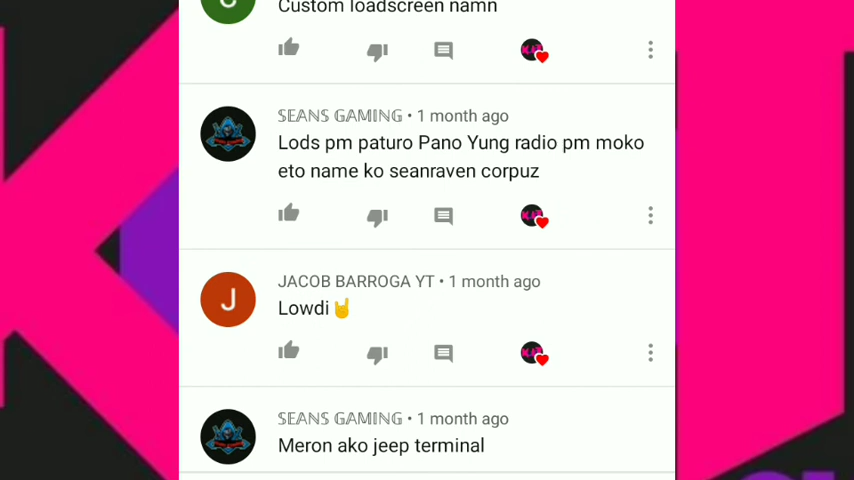 Custom loadscreen namn
𝕊𝔼𝔸ℕ𝕊 𝔾𝔸𝕄𝕀ℕ𝔾 • 1 month ago
Lods pm paturo Pano Yung radio pm moko
eto name ko seanraven corpuz
J
JACOB BARROGA YT • 1 month ago
Lowdi🤘
𝕊𝔼𝔸ℕ𝕊 𝔾𝔸𝕄𝕀ℕ𝔾 • 1 month ago
Meron ako jeep terminal